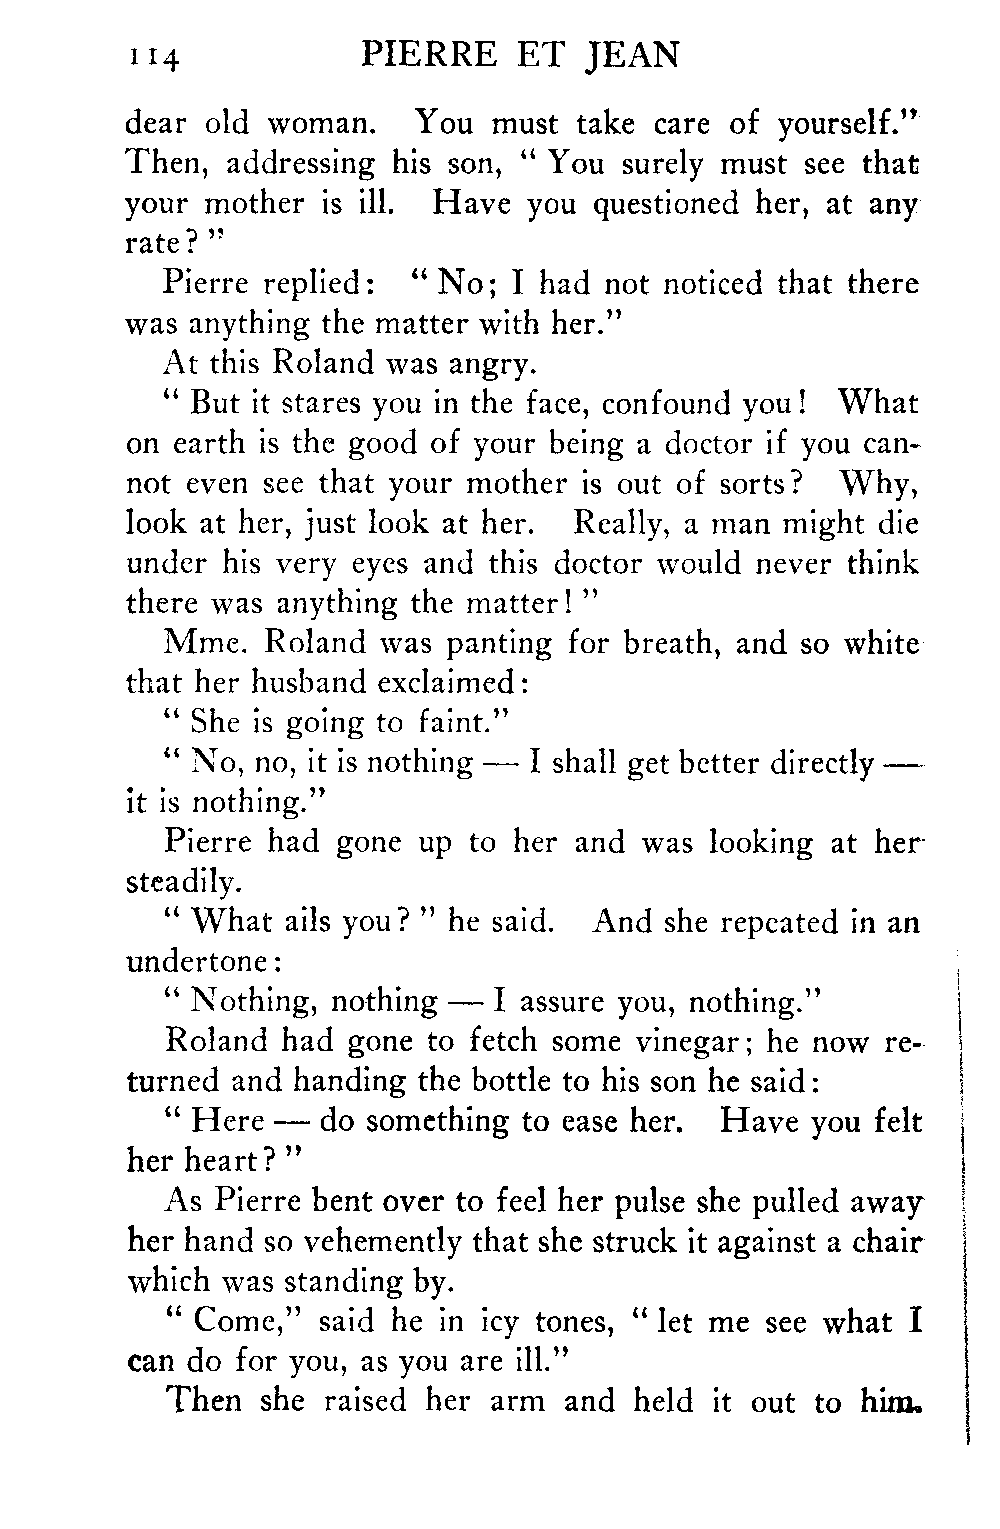 114 PIERRE ET JEAN
dear old woman. You must take care of yourself."
Then, addressing his son, " You surely must see that
your mother is ill. Have you questioned her, at any
rate? "
Pierre replied: " No; I had not noticed that there
was anything the matter with her."
At this Roland was angry.
" But it stares you in the face, confound you! What
on earth is the good of your being a doctor if you can-
not even see that your mother is out of sorts? Why,
look at her, just look at her. Really, a man might die
under his very eyes and this doctor would never think
there was anything the matter! "
Mme. Roland was panting for breath, and so white
that her husband exclaimed:
" She is going to faint."
" No, no, it is nothing — I shall get better directly —
it is nothing."
Pierre had gone up to her and was looking at her
steadily.
" What ails you? " he said. And she repeated in an
undertone:
" Nothing, nothing — I assure you, nothing."
Roland had gone to fetch some vinegar; he now re-
turned and handing the bottle to his son he said:
" Here — do something to ease her. Have you felt
her heart? "
As Pierre bent over to feel her pulse she pulled away
her hand so vehemently that she struck it against a chair
which was standing by.
" Come," said he in icy tones, " let me see what I
can do for you, as you are ill."
Then she raised her arm and held it out to him.